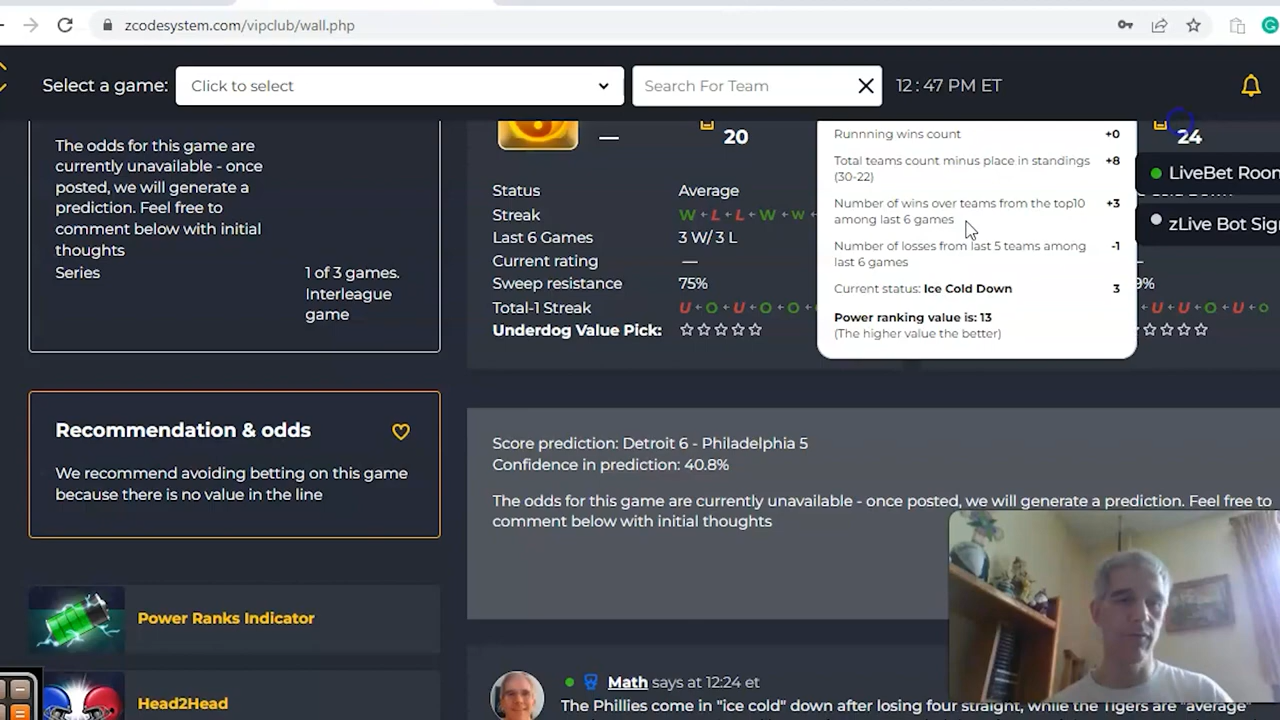 zcodesystem.com/vipclub/wall.php
Select a game:
Click to select
Search For Team
12 : 47 PM ET
The odds for this game are
currently unavailable - once
posted, we will generate a
prediction. Feel free to
comment below with initial
thoughts
Series
1 of 3 games.
Interleague
game
20
Status
Average
Streak
W L L W W
Last 6 Games
3 W/ 3 L
Current rating
Sweep resistance
75%
Total-1 Streak
U O U O O
Underdog Value Pick:
Runnning wins count
+0
Total teams count minus place in standings
(30-22)
+8
Number of wins over teams from the top10
among last 6 games
+3
Number of losses from last 5 teams among
last 6 games
-1
Current status: Ice Cold Down
3
Power ranking value is: 13
(The higher value the better)
24
LiveBet Room
zLive Bot Sig
9%
U U O U O
Recommendation & odds
We recommend avoiding betting on this game
because there is no value in the line
Score prediction: Detroit 6 - Philadelphia 5
Confidence in prediction: 40.8%
The odds for this game are currently unavailable - once posted, we will generate a prediction. Feel free to
comment below with initial thoughts
Power Ranks Indicator
Head2Head
Math says at 12:24 et
The Phillies come in "ice cold" down after losing four straight, while the Tigers are "average"